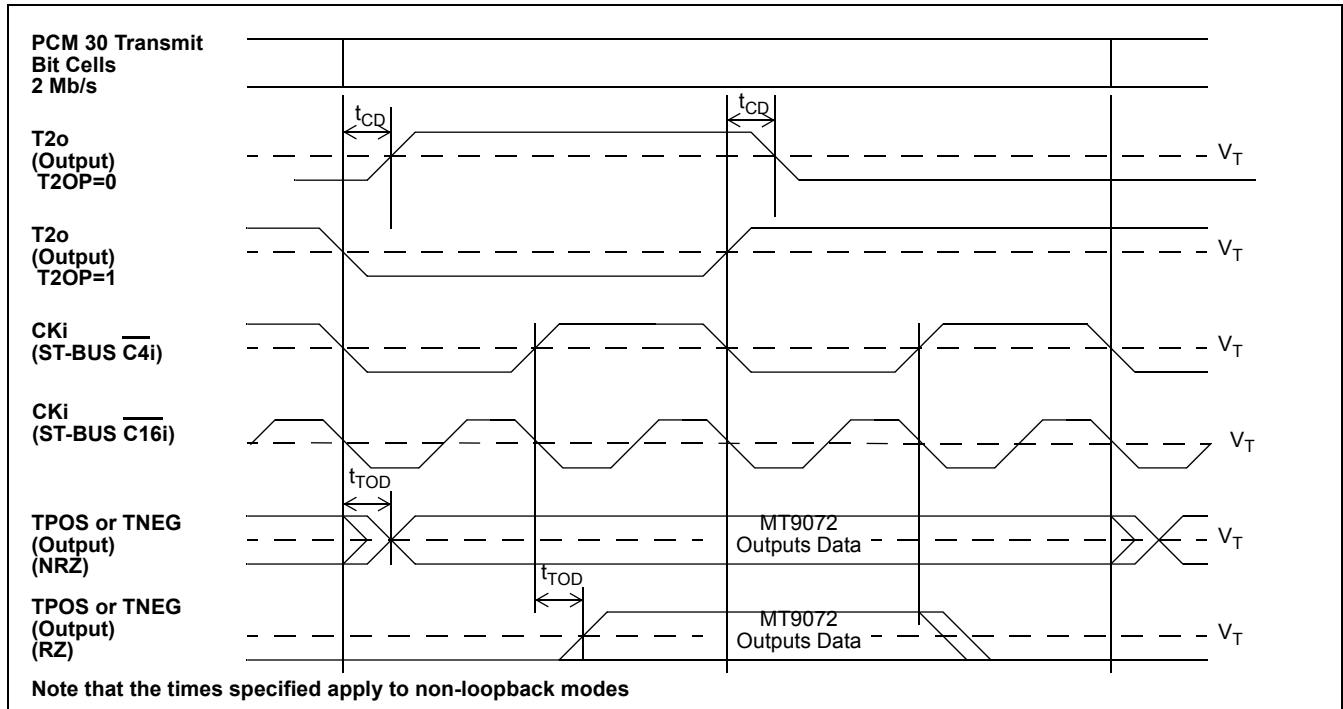 PCM 30 Transmit
Bit Cells
2 Mb/s
tCD
tCD
T2o
(Output)
T2OP=0
VT
T2o
(Output)
T2OP=1
VT
CKi
(ST-BUS C4i)
VT
CKi
(ST-BUS C16i)
VT
tTOD
TPOS or TNEG
(Output)
(NRZ)
MT9072
Outputs Data
VT
tTOD
TPOS or TNEG
(Output)
(RZ)
MT9072
Outputs Data
VT
Note that the times specified apply to non-loopback modes